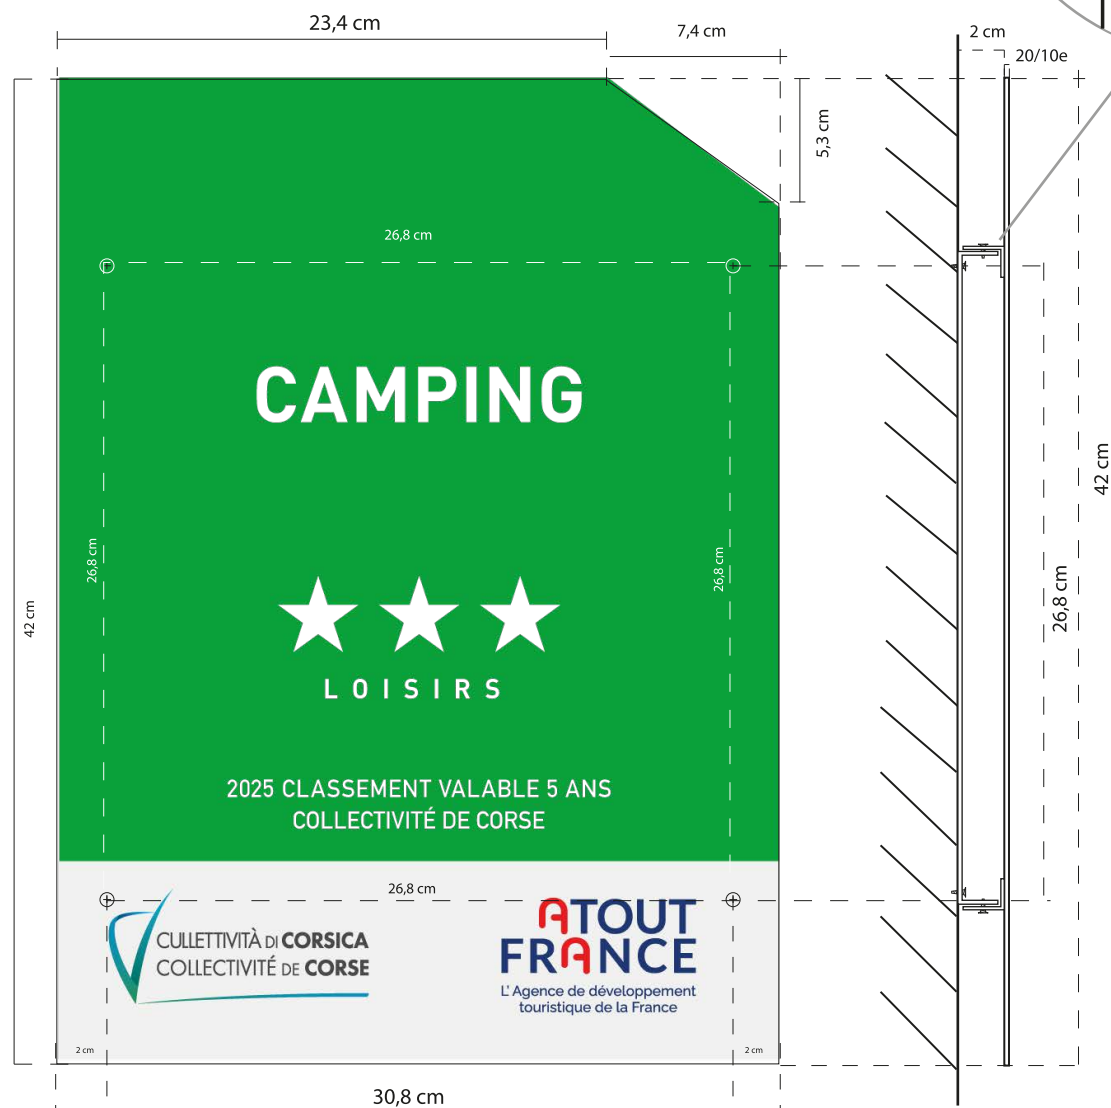 23,4 cm
7,4 cm
2 cm
20/10e
5,3 cm
26,8 cm
CAMPING
42 cm
26,8 cm
26,8 cm
26,8 cm
42 cm
LOISIRS
2025 CLASSEMENT VALABLE 5 ANS
COLLECTIVITÉ DE CORSE
26,8 cm
CULLETTIVITÀ DI CORSICA
COLLECTIVITÉ DE CORSE
ATOUT
FRANCE
L'Agence de développement
touristique de la France
2 cm
2 cm
30,8 cm